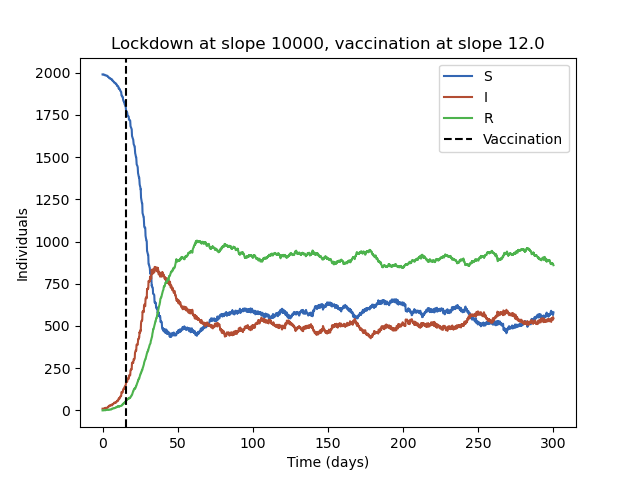 Lockdown at slope 10000, vaccination at slope 12.0
2000
1750
1500
1250
1000
750
500
250
0
Individuals
S
I
R
Vaccination
0 50 100 150 200 250 300
Time (days)